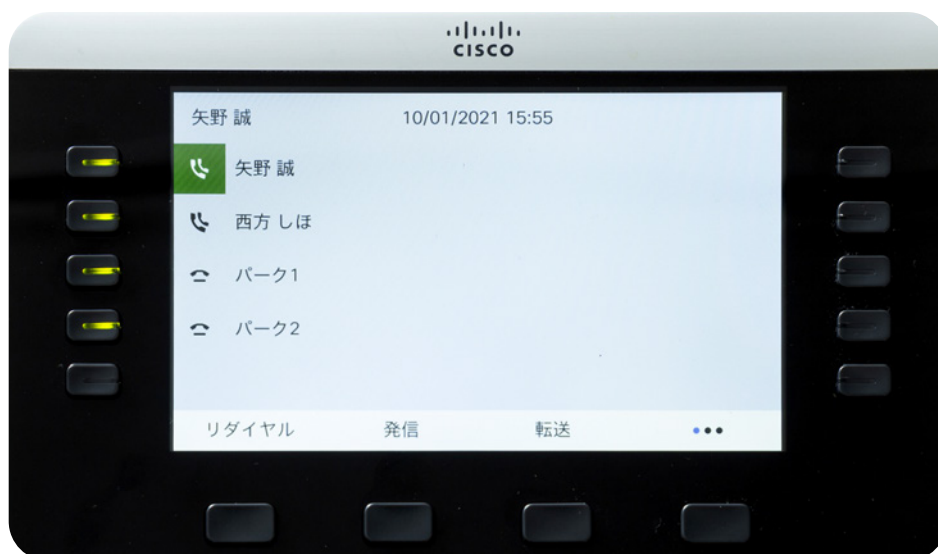 CISCO
矢野 誠 10/01/2021 15:55
矢野 誠
西方 しほ
パーク1
パーク2
リダイヤル 発信 転送